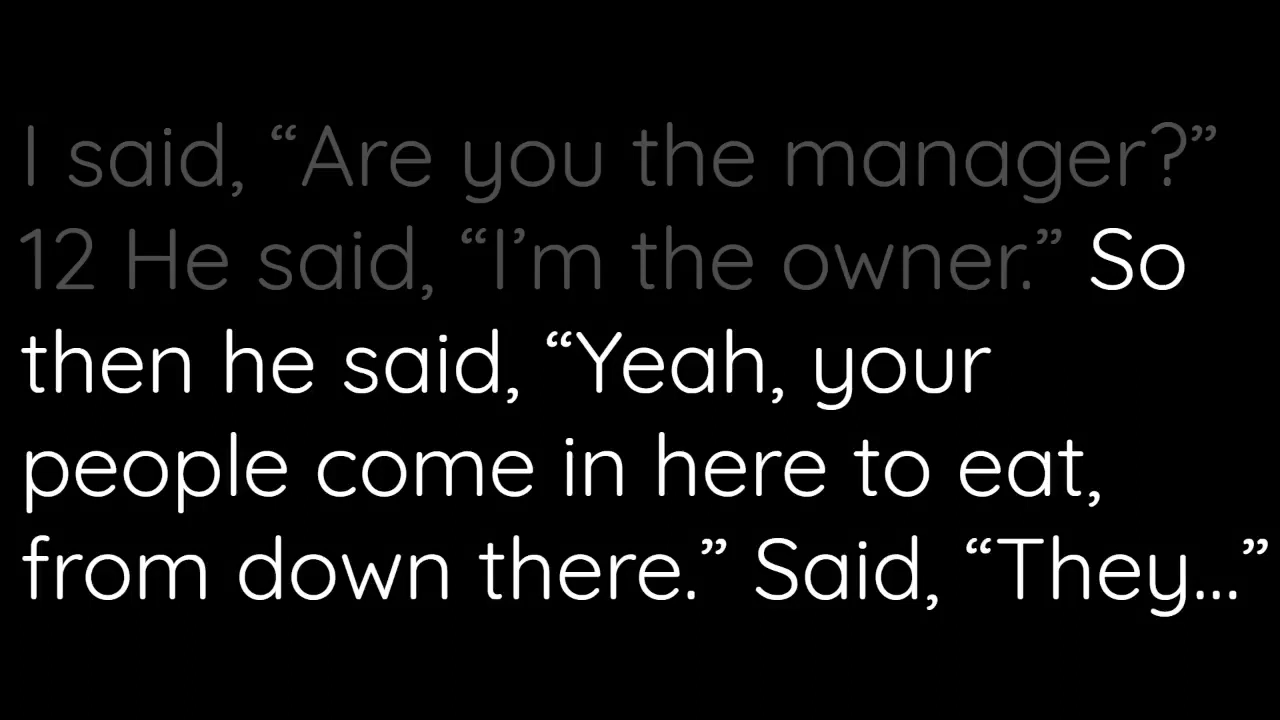 I said, “Are you the manager?”
12 He said, “I’m the owner.” So
then he said, “Yeah, your
people come in here to eat,
from down there.” Said, “They...”